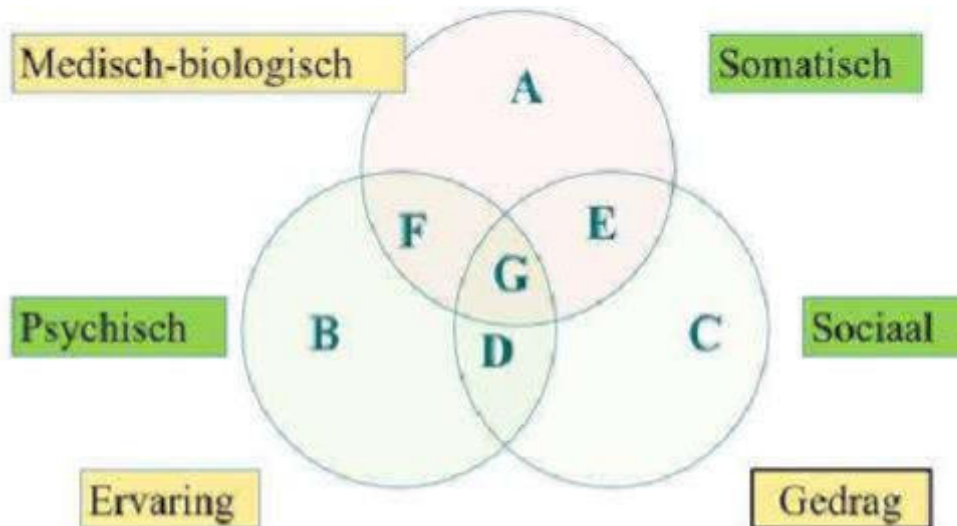 Medisch-biologisch
Somatisch
A
F
E
G
Psychisch
B
D
C
Sociaal
Ervaring
Gedrag